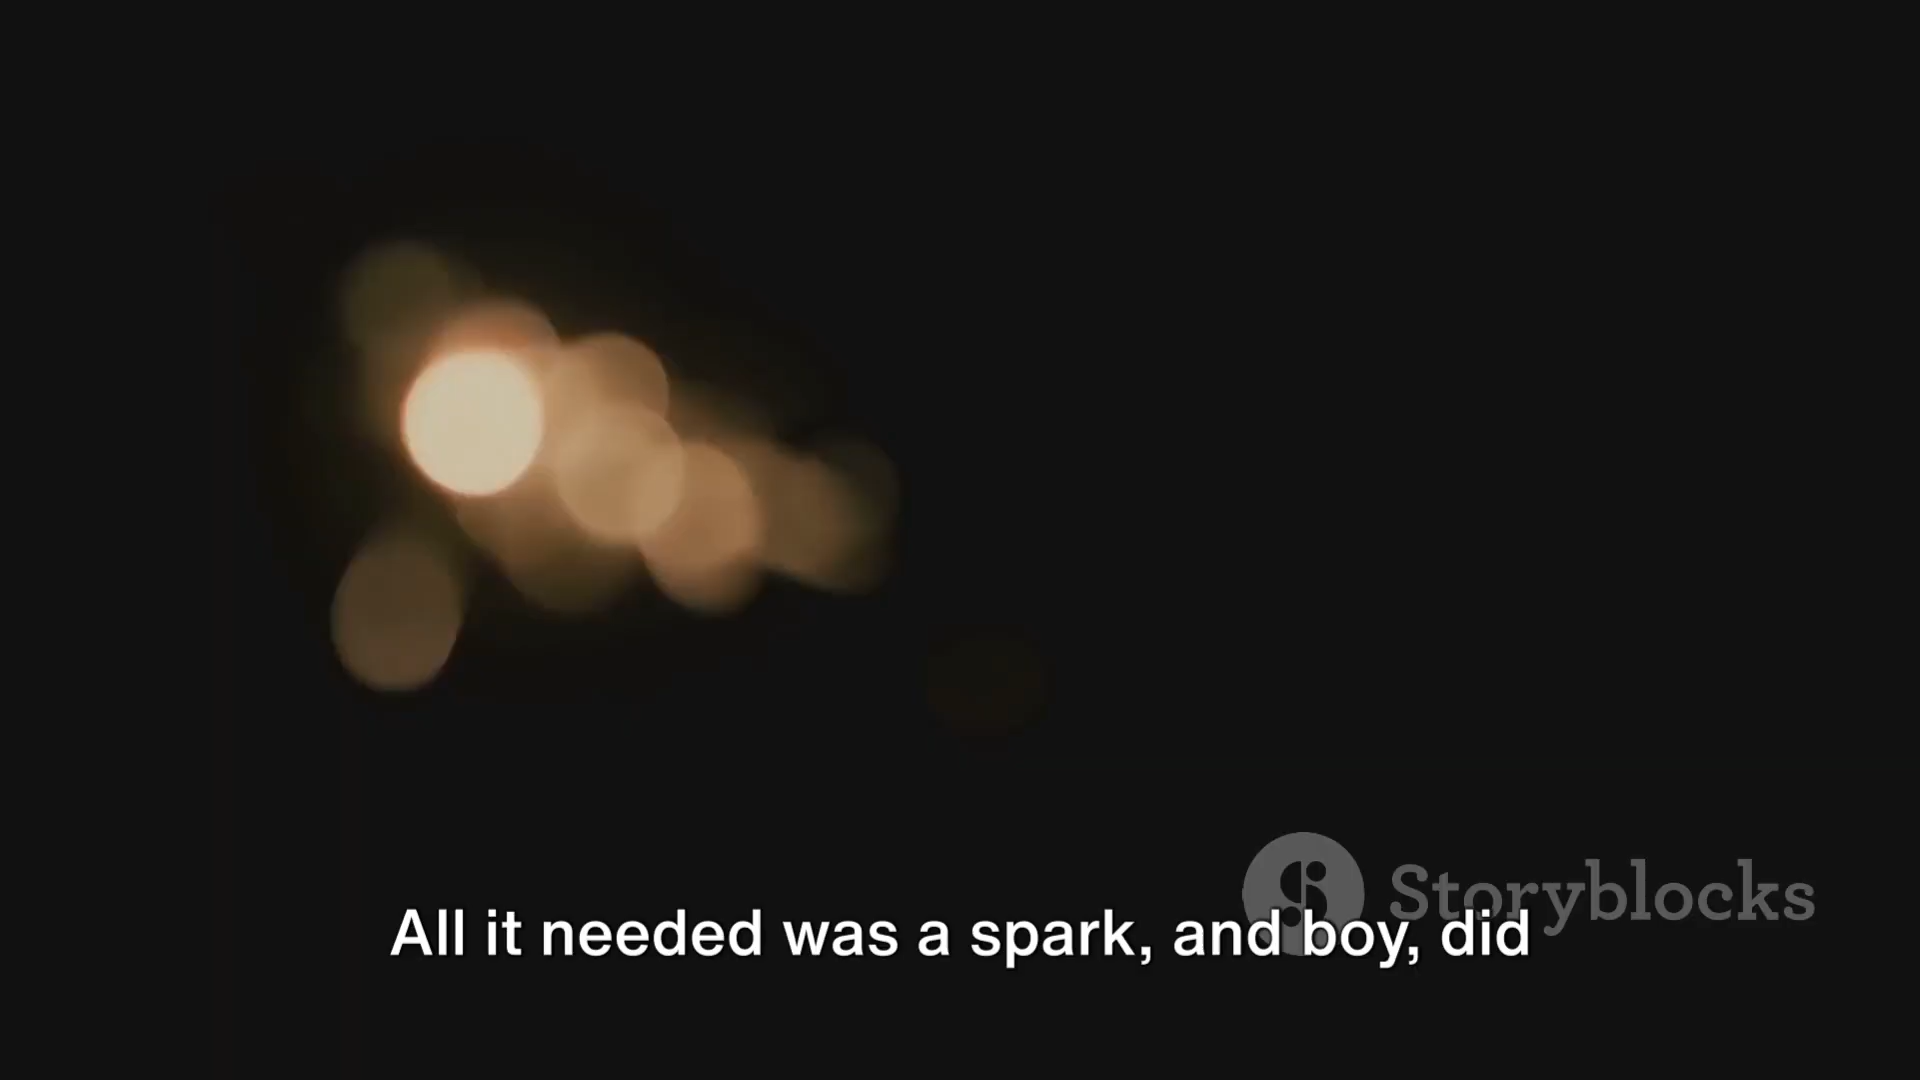 Storyblocks
All it needed was a spark, and boy, did